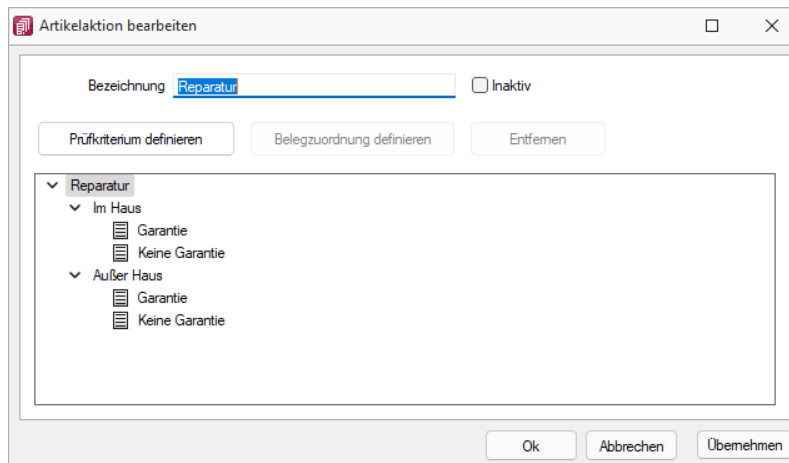 Artikelaktion bearbeiten
Bezeichnung Reparatur Inaktiv
Prüfkriterium definieren Belegzuordnung definieren Entfernen
Reparatur
Im Haus
Garantie
Keine Garantie
Außer Haus
Garantie
Keine Garantie
Ok Abbrechen Übernehmen